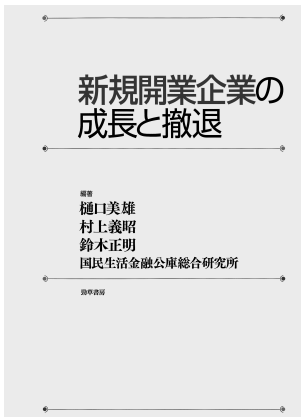 新規開業企業の
成長と撤退
編著
樋口美雄
村上義昭
鈴木正明
国民生活金融公庫総合研究所
勁草書房